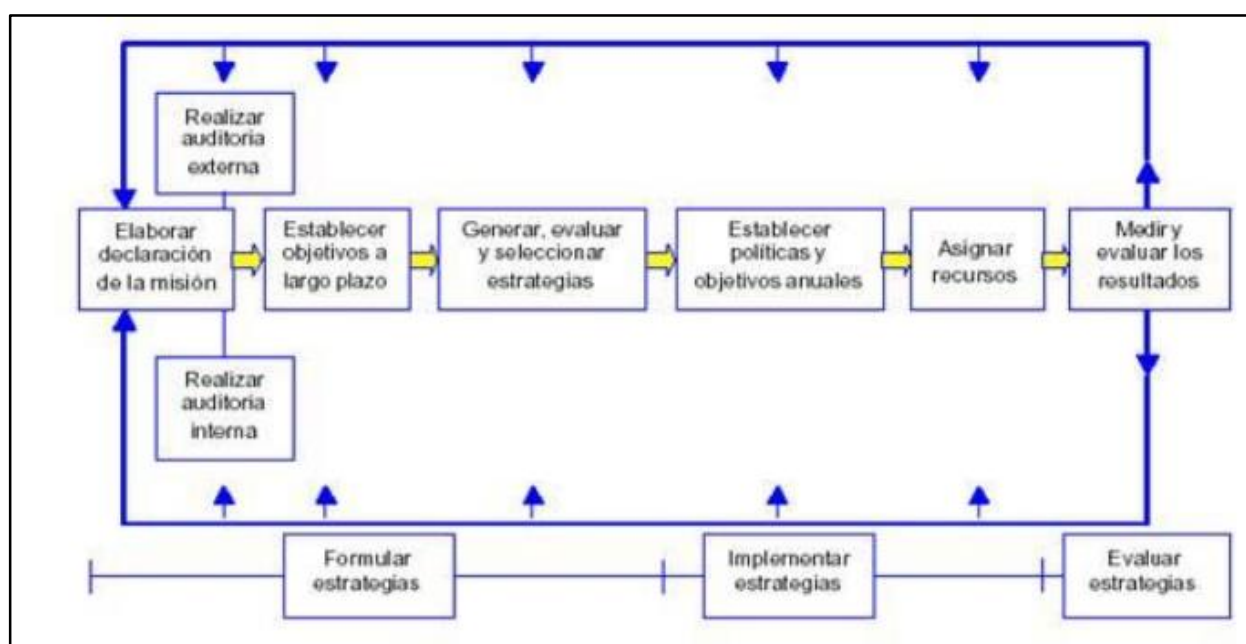 Realizar
auditoria
externa
Elaborar
declaración
de la misión
Establecer
objetivos a
largo plazo
Generar, evaluar
y seleccionar
estrategias
Establecer
políticas y
objetivos anuales
Asignar
recursos
Medir y
evaluar los
resultados
Realizar
auditoria
interna
Formular
estrategias
Implementar
estrategias
Evaluar
estrategias